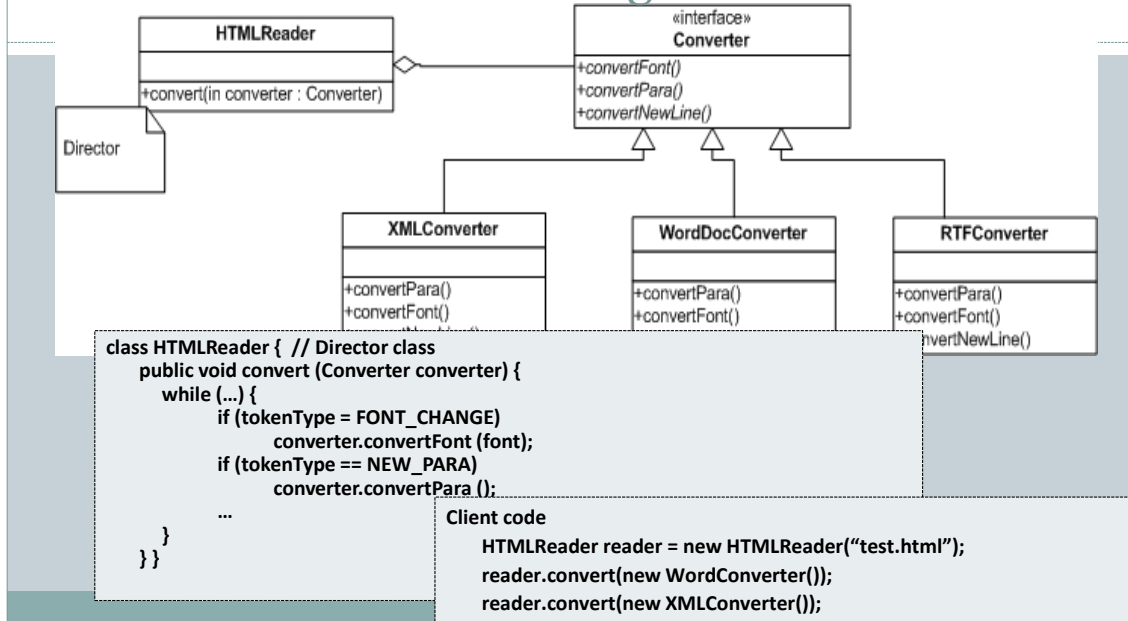 HTMLReader
+convert(in converter : Converter)
Director
«interface»
Converter
+convertFont()
+convertPara()
+convertNewLine()
XMLConverter
+convertPara()
+convertFont()
WordDocConverter
+convertPara()
+convertFont()
RTFConverter
+convertPara()
+convertFont()
nvertNewLine()
class HTMLReader { // Director class
public void convert (Converter converter) {
while (…) {
if (tokenType = FONT_CHANGE)
converter.convertFont (font);
if (tokenType == NEW_PARA)
converter.convertPara ();
…
}
} }
Client code
HTMLReader reader = new HTMLReader(“test.html”);
reader.convert(new WordConverter());
reader.convert(new XMLConverter());